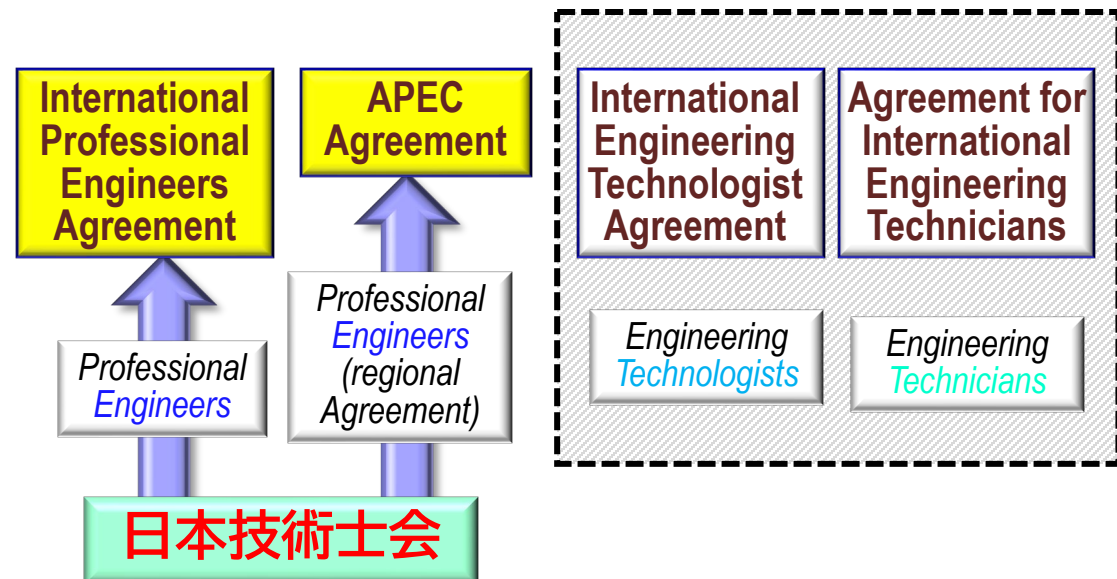 International
Professional
Engineers
Agreement
APEC
Agreement
International
Engineering
Technologist
Agreement
Agreement for
International
Engineering
Technicians
Professional
Engineers
Professional
Engineers
(regional
Agreement)
Engineering
Technologists
Engineering
Technicians
日本技術士会